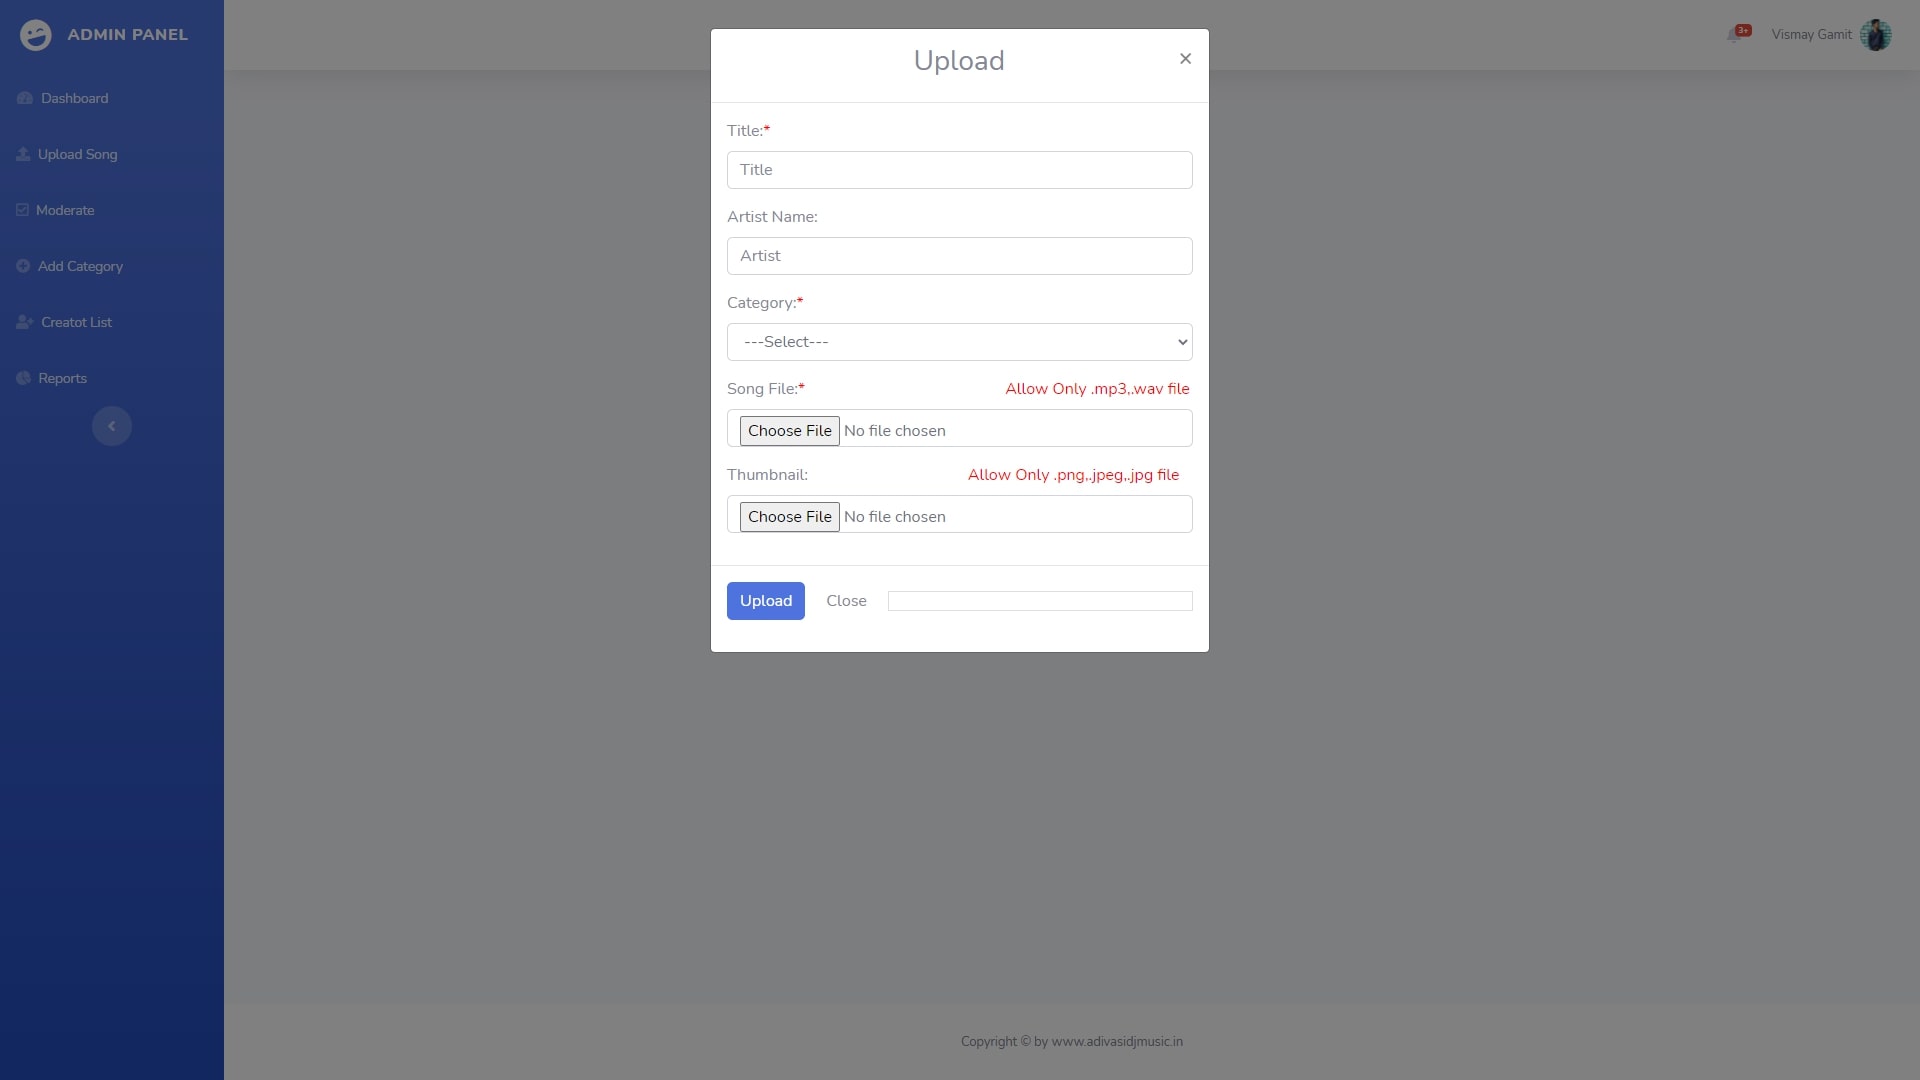 ADMIN PANEL
Dashboard
Upload Song
Moderate
Add Category
Creatot List
Reports
3+
Vismay Gamit
Upload
×
Title:*
Title
Artist Name:
Artist
Category:*
---Select---
Song File:* Allow Only .mp3,.wav file
Choose File No file chosen
Thumbnail: Allow Only .png,.jpeg,.jpg file
Choose File No file chosen
Upload Close
Copyright © by www.adivasidjmusic.in